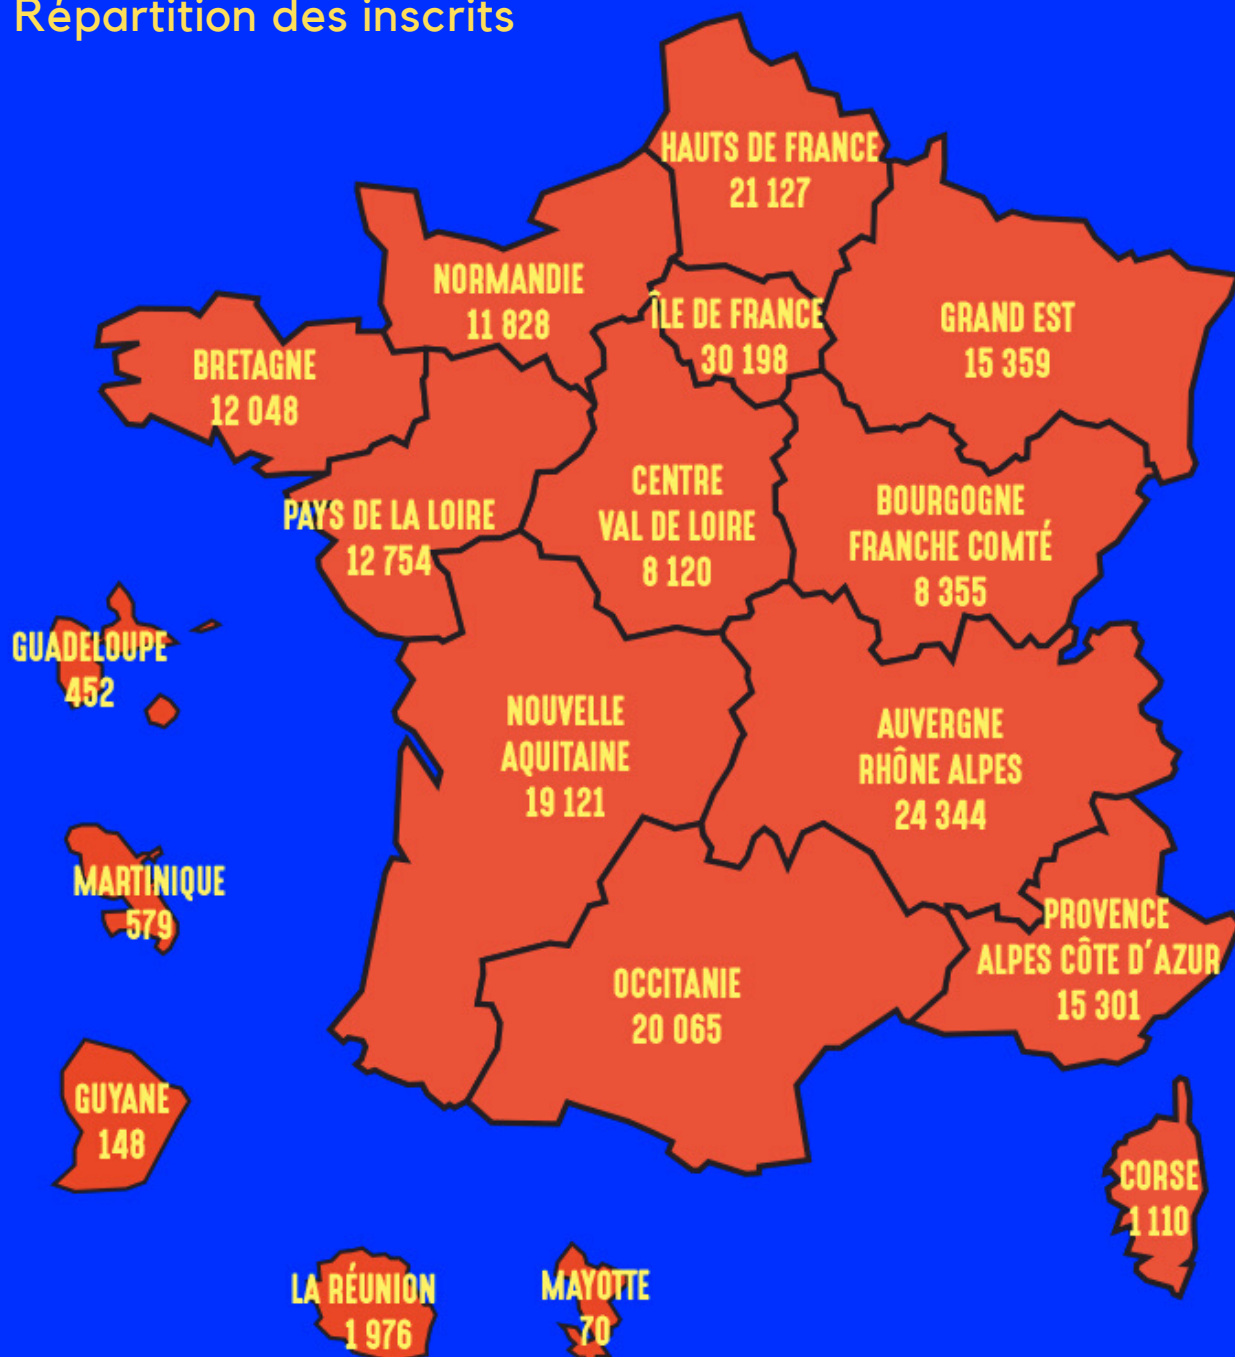 Répartition des inscrits
HAUTS DE FRANCE
21 127
NORMANDIE
11 828
ÎLE DE FRANCE
30 198
GRAND EST
15 359
BRETAGNE
12 048
PAYS DE LA LOIRE
12 754
CENTRE
VAL DE LOIRE
8 120
BOURGOGNE
FRANCHE COMTÉ
8 355
GUADELOUPE
452
NOUVELLE
AQUITAINE
19 121
AUVERGNE
RHÔNE ALPES
24 344
MARTINIQUE
579
PROVENCE
ALPES CÔTE D'AZUR
15 301
OCCITANIE
20 065
GUYANE
148
CORSE
1 110
LA RÉUNION
1 976
MAYOTTE
70